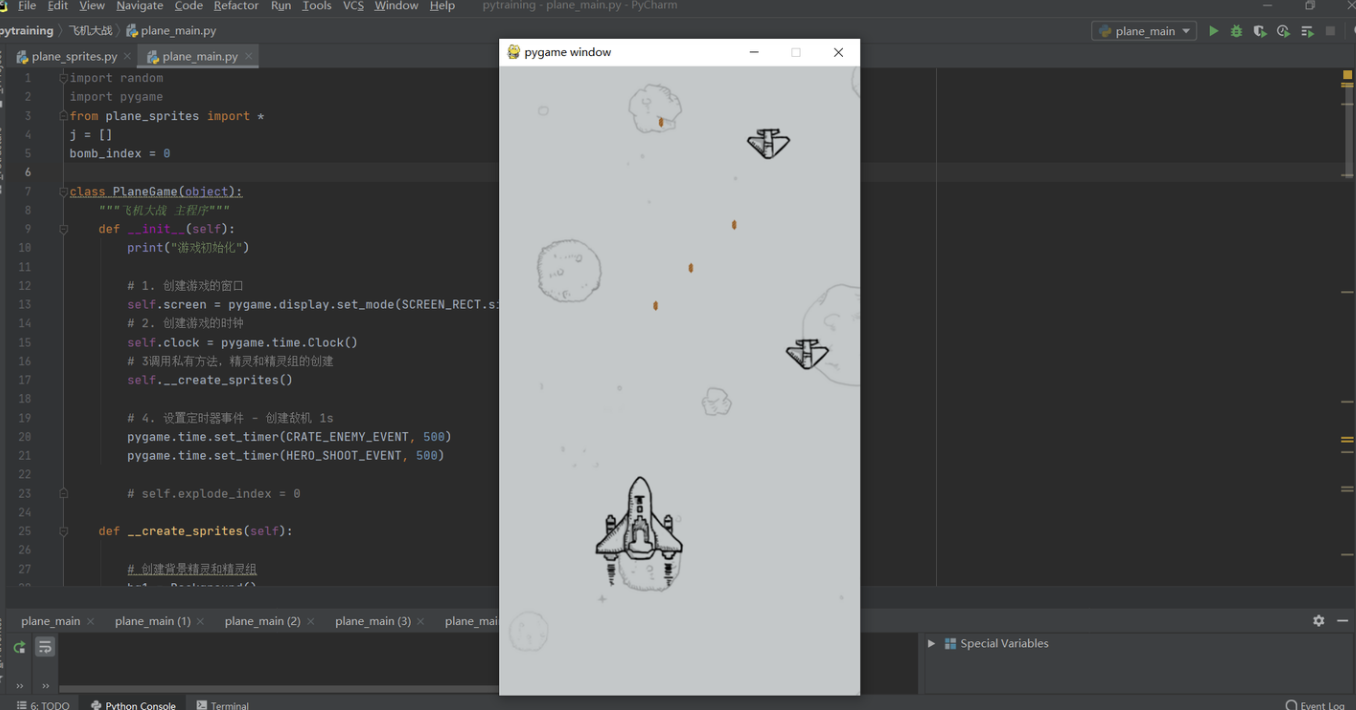 File Edit View Navigate Code Refactor Run Tools VCS Window Help pytraining - plane_main.py - PyCharm
pytraining 飞机大战 plane_main.py
plane_main
plane_sprites.py plane_main.py
pygame window
1 import random
2 import pygame
3 from plane_sprites import *
4 j = []
5 bomb_index = 0
6
7 class PlaneGame(object):
8 """飞机大战 主程序"""
9 def __init__(self):
10 print("游戏初始化")
11
12 # 1. 创建游戏的窗口
13 self.screen = pygame.display.set_mode(SCREEN_RECT.si
14 # 2. 创建游戏的时钟
15 self.clock = pygame.time.Clock()
16 # 3调用私有方法，精灵和精灵组的创建
17 self.__create_sprites()
18
19 # 4. 设置定时器事件 - 创建敌机 1s
20 pygame.time.set_timer(CRATE_ENEMY_EVENT, 500)
21 pygame.time.set_timer(HERO_SHOOT_EVENT, 500)
22
23 # self.explode_index = 0
24
25 def __create_sprites(self):
26
27 # 创建背景精灵和精灵组
plane_main plane_main (1) plane_main (2) plane_main (3) plane_mai
Special Variables
6: TODO Python Console Terminal Event Log